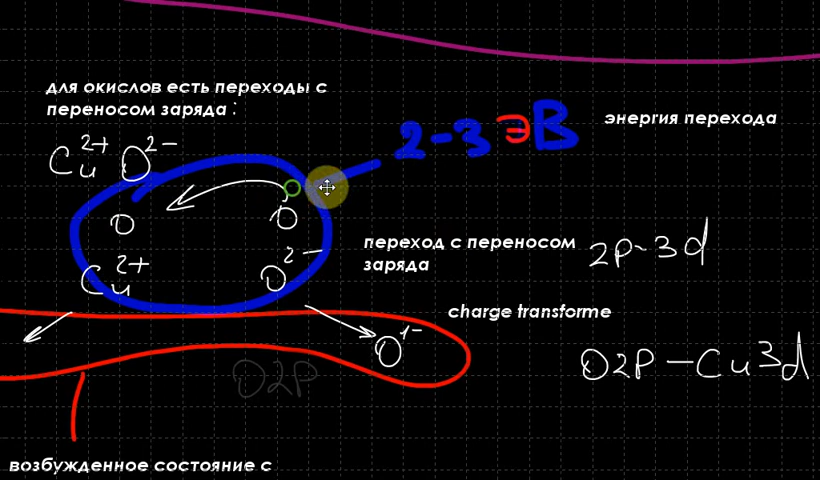 для окислов есть переходы с
переносом заряда :
2-3 эВ
энергия перехода
Cu²⁺ O²⁻
O O
Cu²⁺ O²⁻
переход с переносом
заряда
2p-3d
charge transforme
O¹⁻
O2p
O2p - Cu3d
возбужденное состояние с